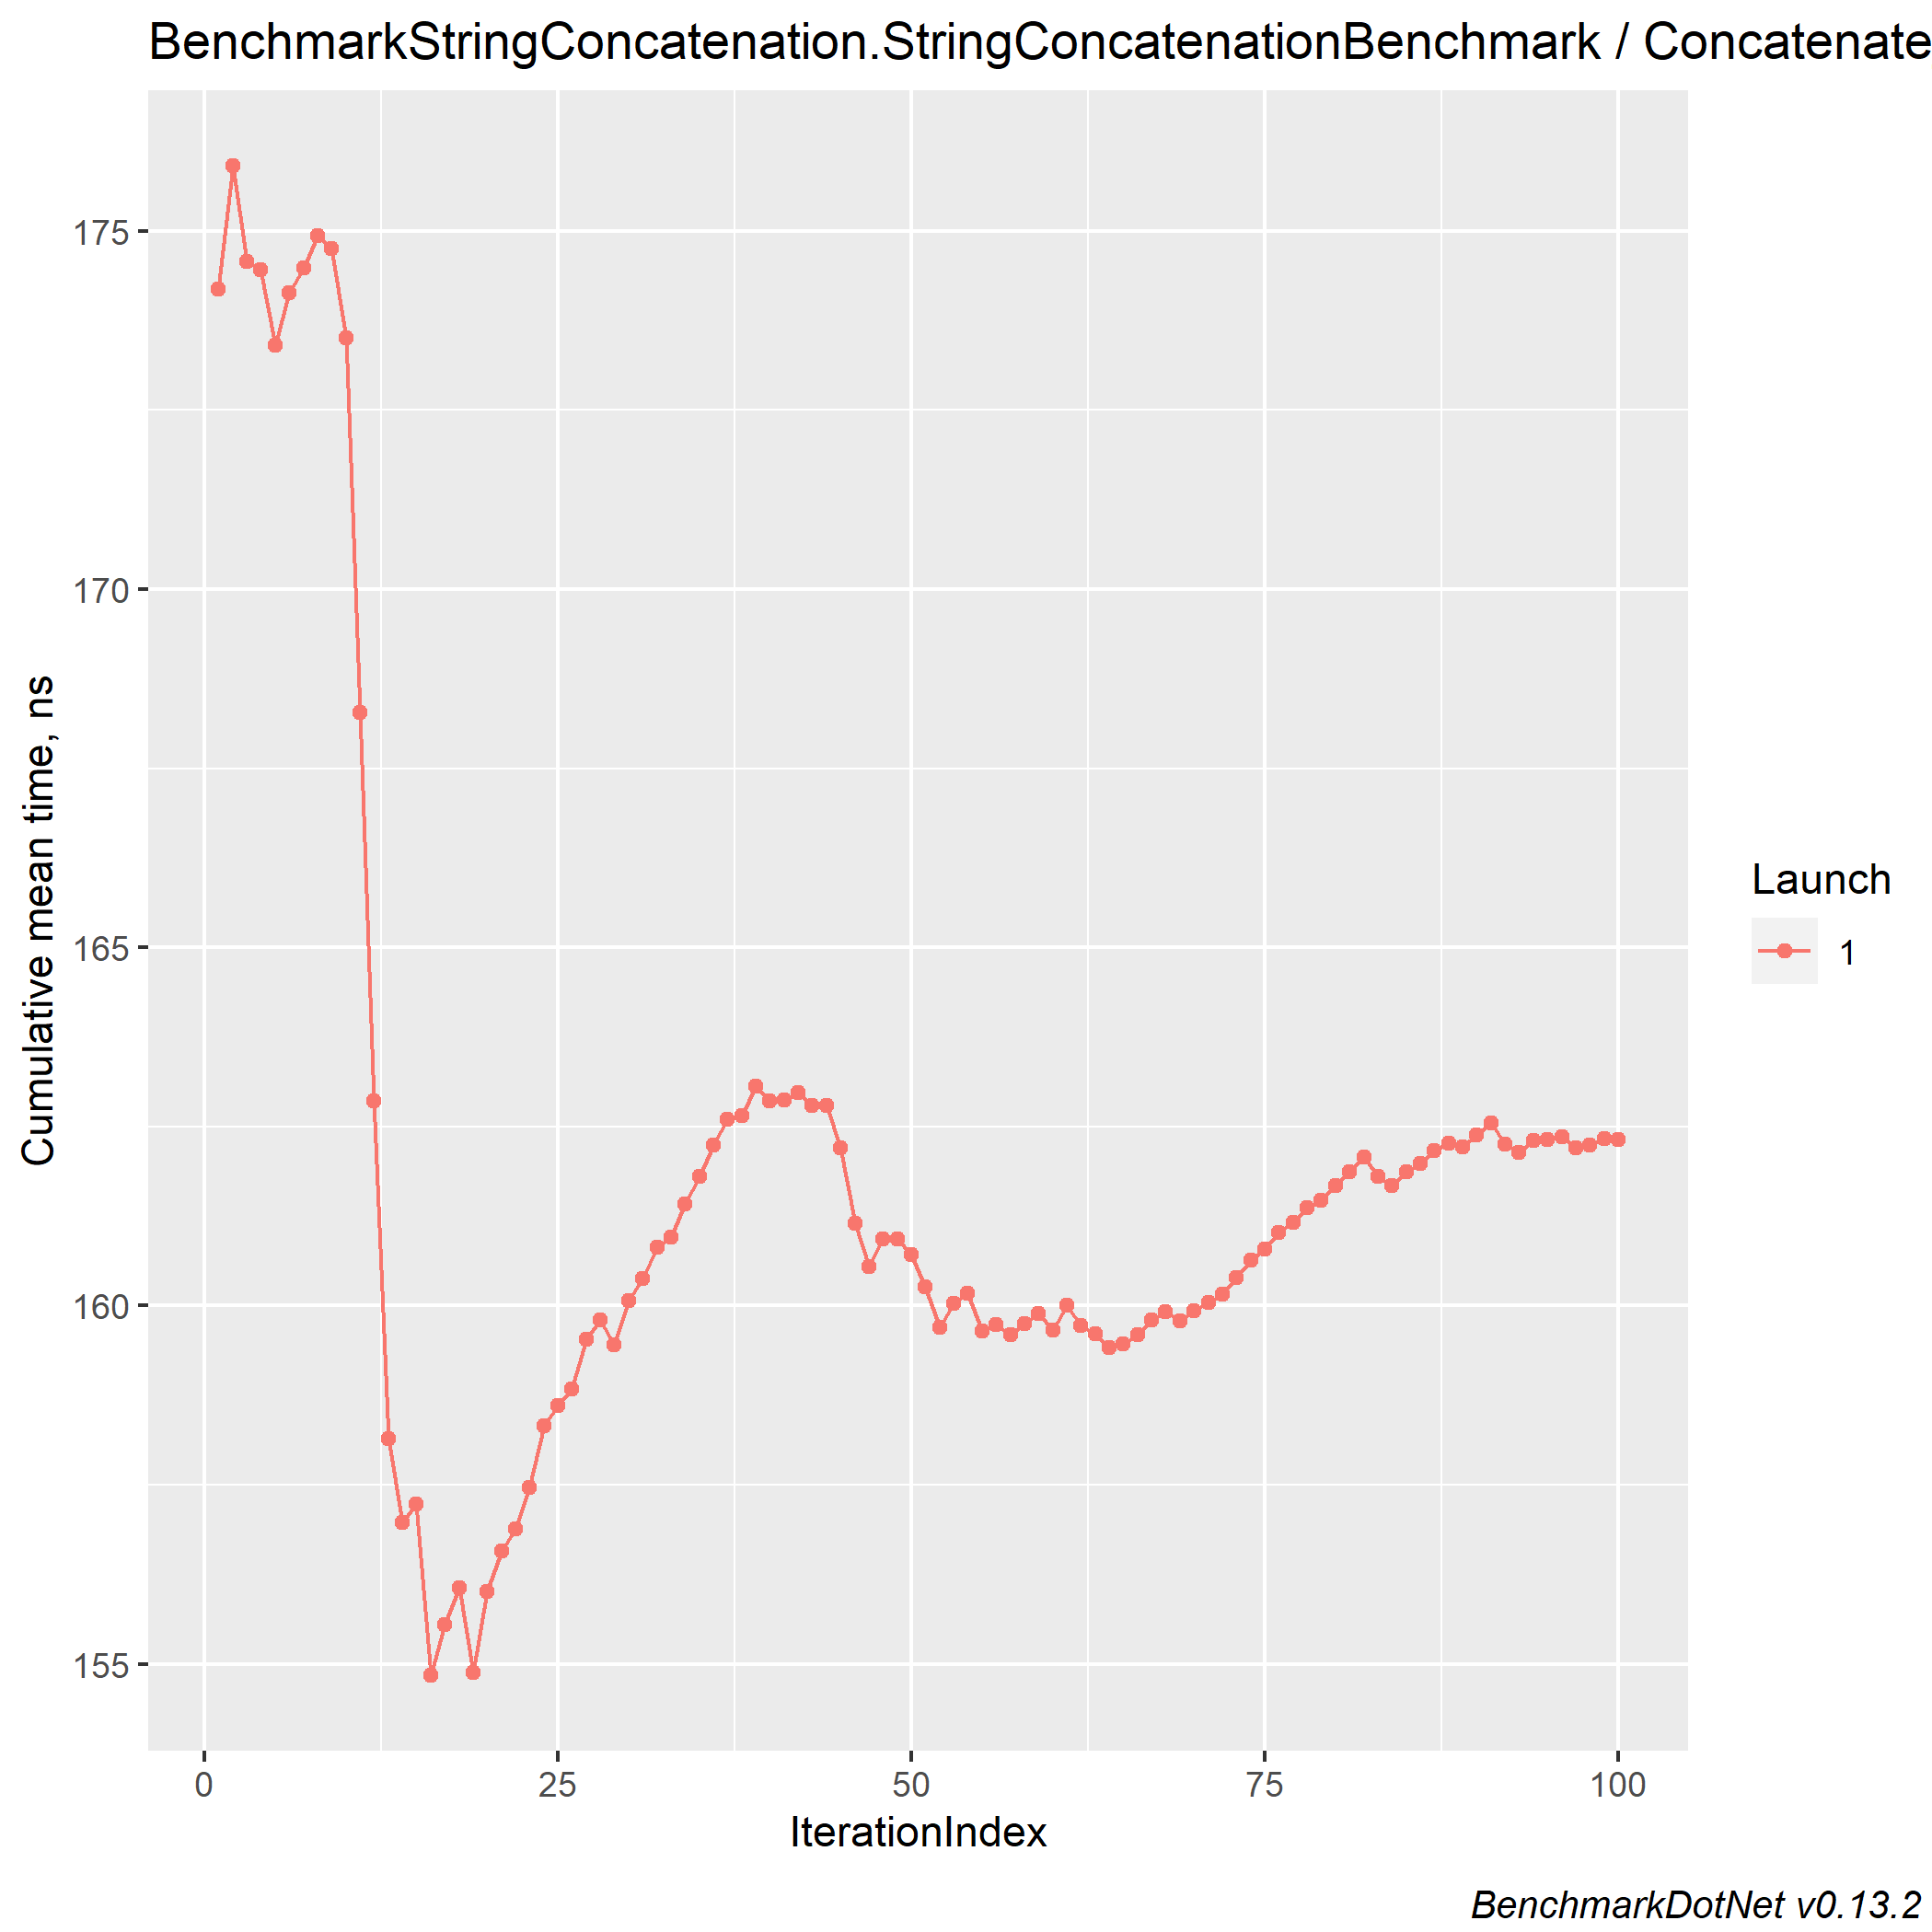 BenchmarkStringConcatenation.StringConcatenationBenchmark / Concatenate
175
170
165
160
155
Cumulative mean time, ns
0 25 50 75 100
IterationIndex
Launch
1
BenchmarkDotNet v0.13.2